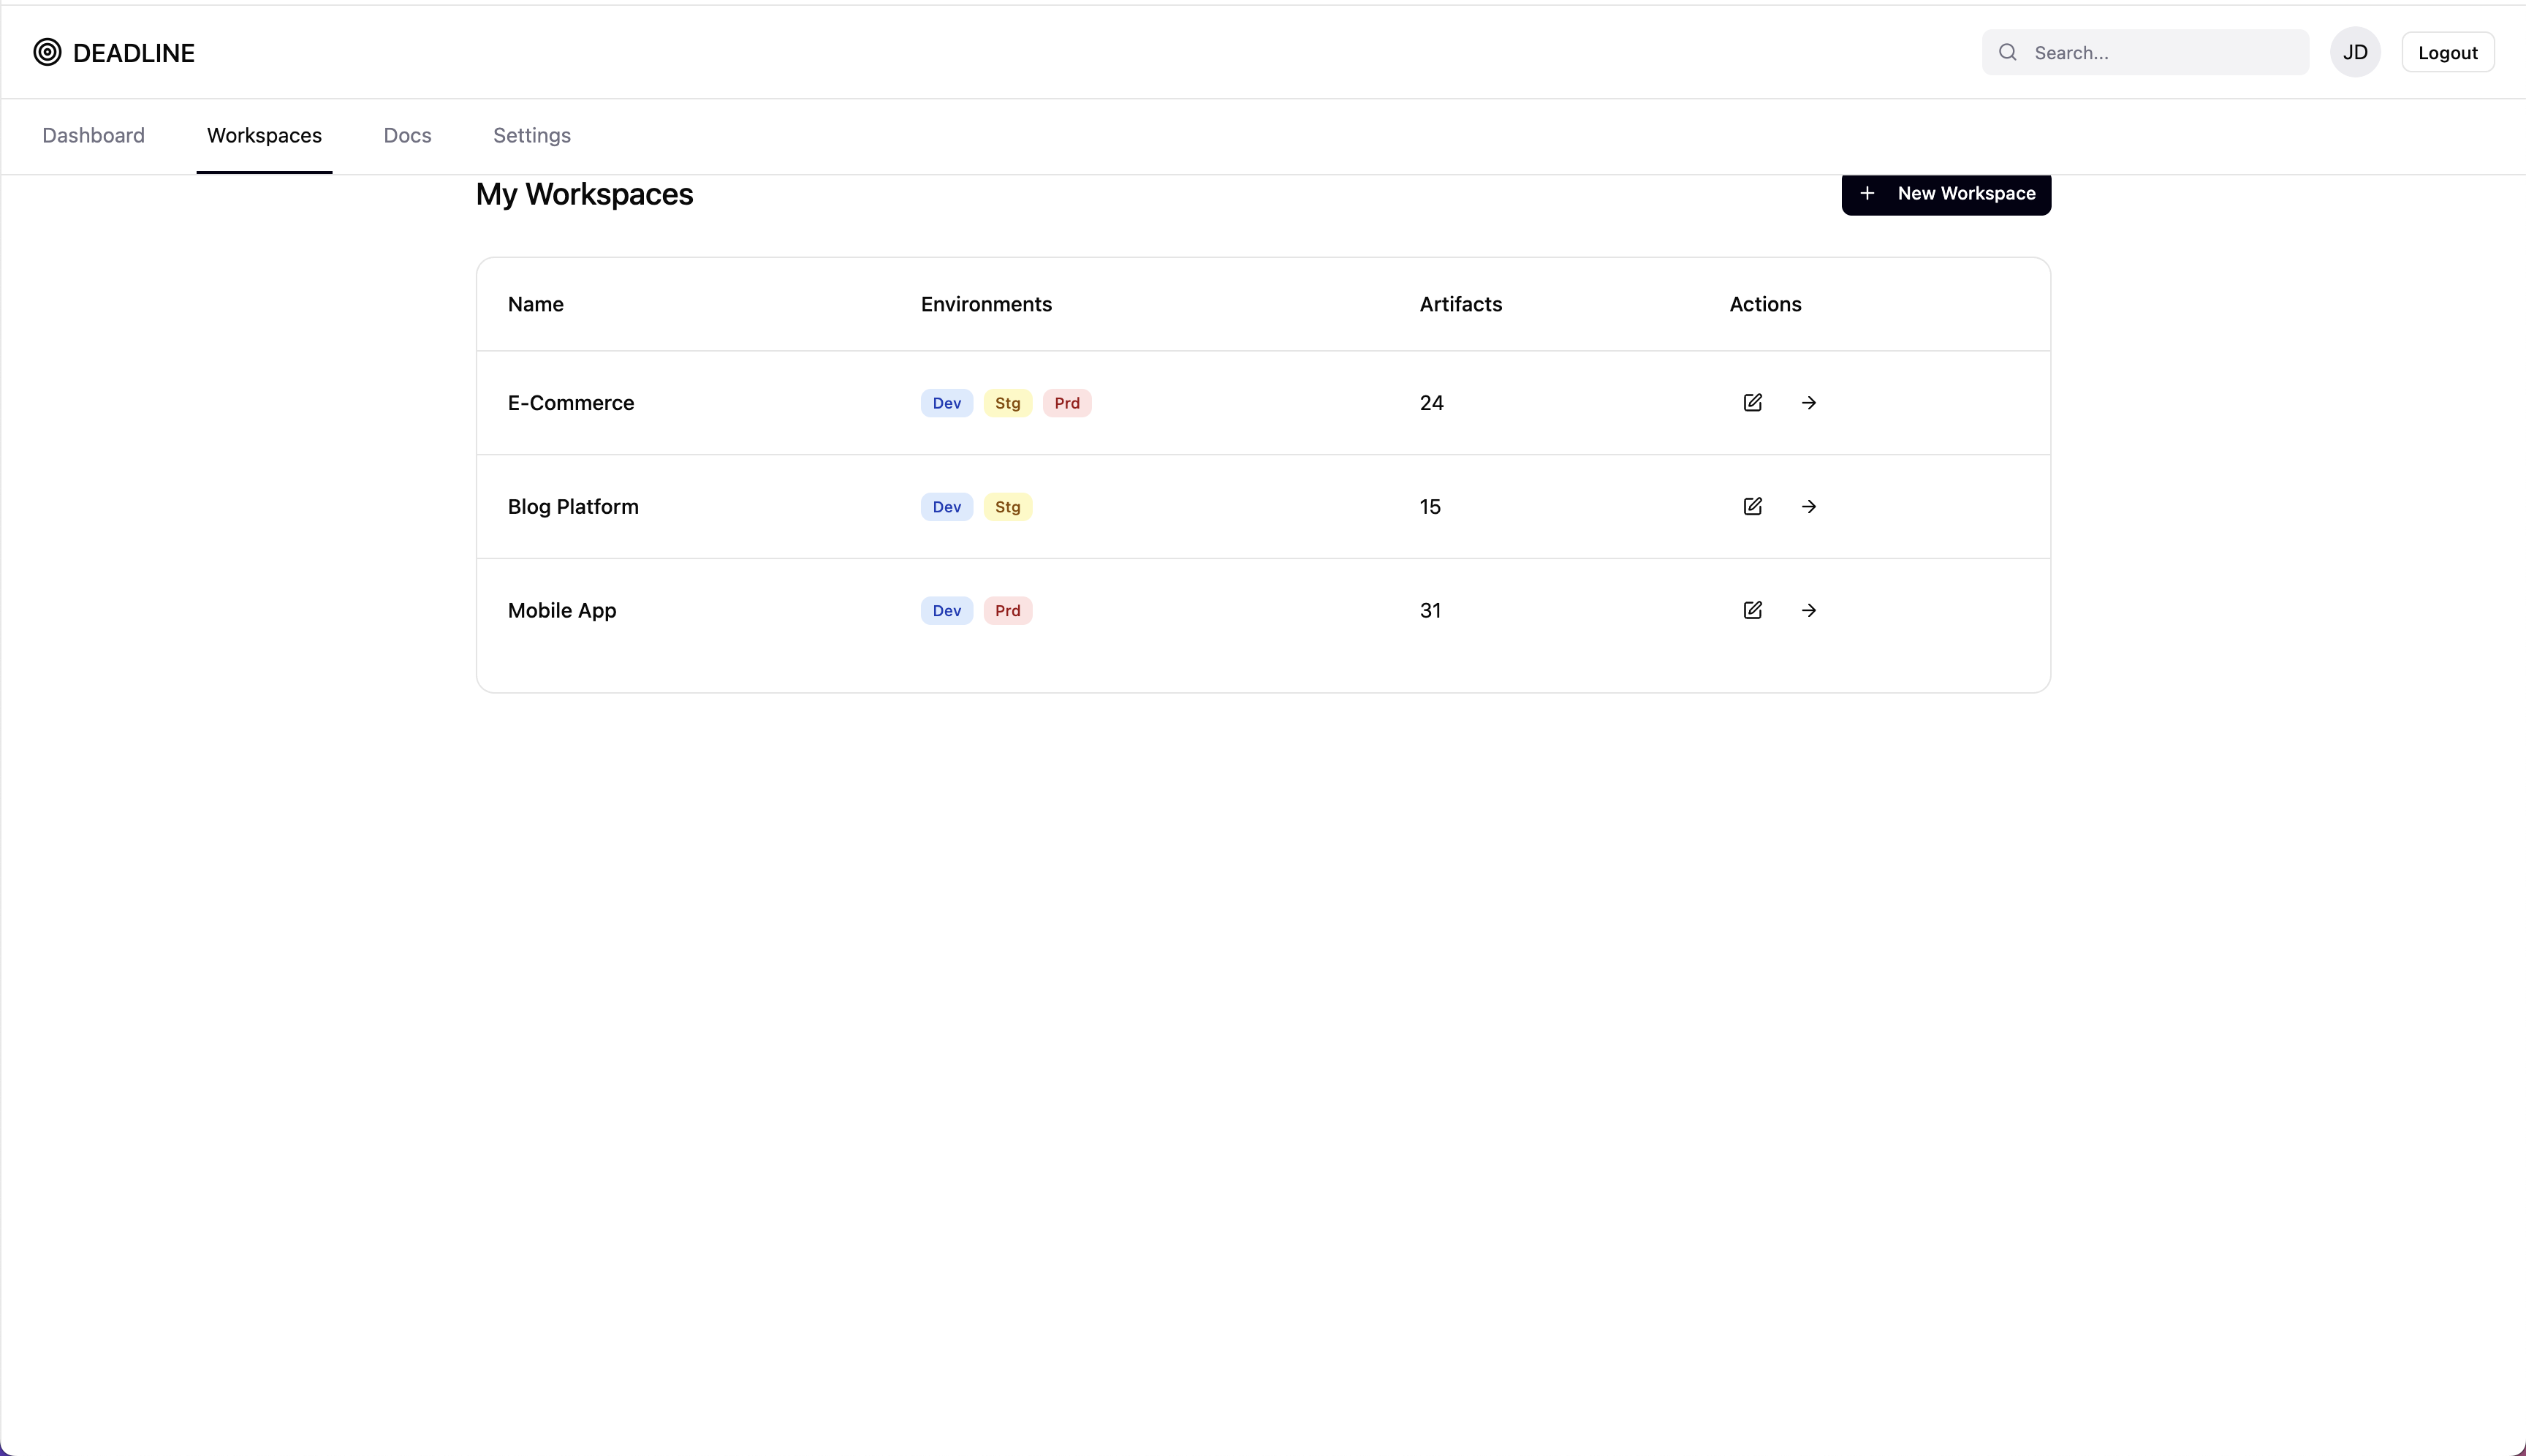 DEADLINE
Search...
JD
Logout
Dashboard Workspaces Docs Settings
My Workspaces
New Workspace
Name Environments Artifacts Actions
E-Commerce Dev Stg Prd 24
Blog Platform Dev Stg 15
Mobile App Dev Prd 31